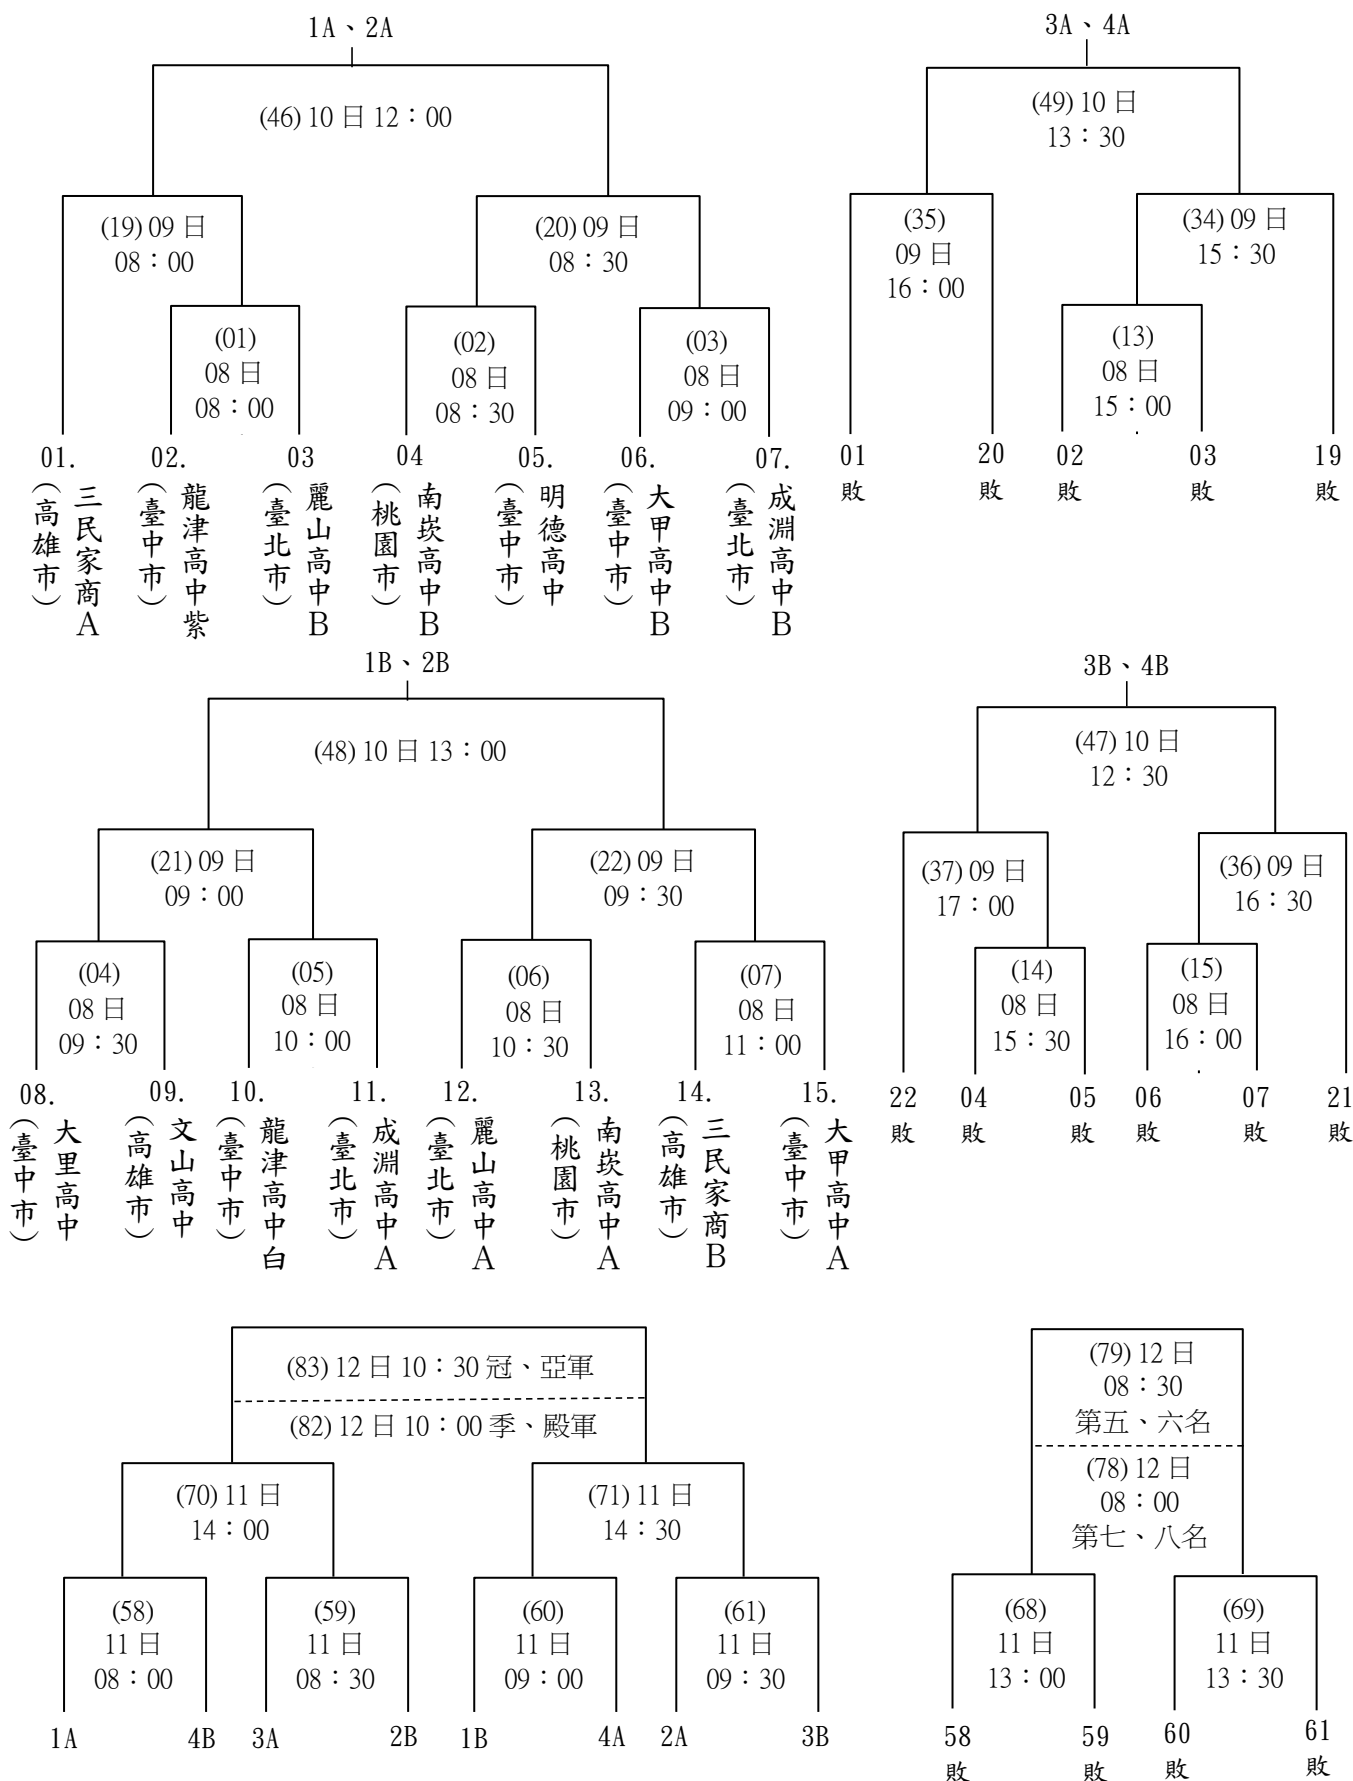 1A、2A
(46) 10 日 12：00
(19) 09 日
08：00
(20) 09 日
08：30
(01)
08 日
08：00
(02)
08 日
08：30
(03)
08 日
09：00
01.
三民家商A
(高雄市)
02.
龍津高中紫
(臺中市)
03
麗山高中B
(臺北市)
04
南崁高中B
(桃園市)
05.
明德高中
(臺中市)
06.
大甲高中B
(臺中市)
07.
成淵高中B
(臺北市)
3A、4A
(49) 10 日
13：30
(35)
09 日
16：00
(34) 09 日
15：30
(13)
08 日
15：00
01
敗
20
敗
02
敗
03
敗
19
敗
1B、2B
(48) 10 日 13：00
(21) 09 日
09：00
(22) 09 日
09：30
(04)
08 日
09：30
(05)
08 日
10：00
(06)
08 日
10：30
(07)
08 日
11：00
08.
大里高中
(臺中市)
09.
文山高中
(高雄市)
10.
龍津高中白
(臺中市)
11.
成淵高中A
(臺北市)
12.
麗山高中A
(臺北市)
13.
南崁高中A
(桃園市)
14.
三民家商B
(高雄市)
15.
大甲高中A
(臺中市)
3B、4B
(47) 10 日
12：30
(37) 09 日
17：00
(36) 09 日
16：30
(14)
08 日
15：30
(15)
08 日
16：00
22
敗
04
敗
05
敗
06
敗
07
敗
21
敗
(83) 12 日 10：30 冠、亞軍
(82) 12 日 10：00 季、殿軍
(70) 11 日
14：00
(71) 11 日
14：30
(58)
11 日
08：00
(59)
11 日
08：30
(60)
11 日
09：00
(61)
11 日
09：30
1A
4B
3A
2B
1B
4A
2A
3B
(79) 12 日
08：30
第五、六名
(78) 12 日
08：00
第七、八名
(68)
11 日
13：00
(69)
11 日
13：30
58
敗
59
敗
60
敗
61
敗